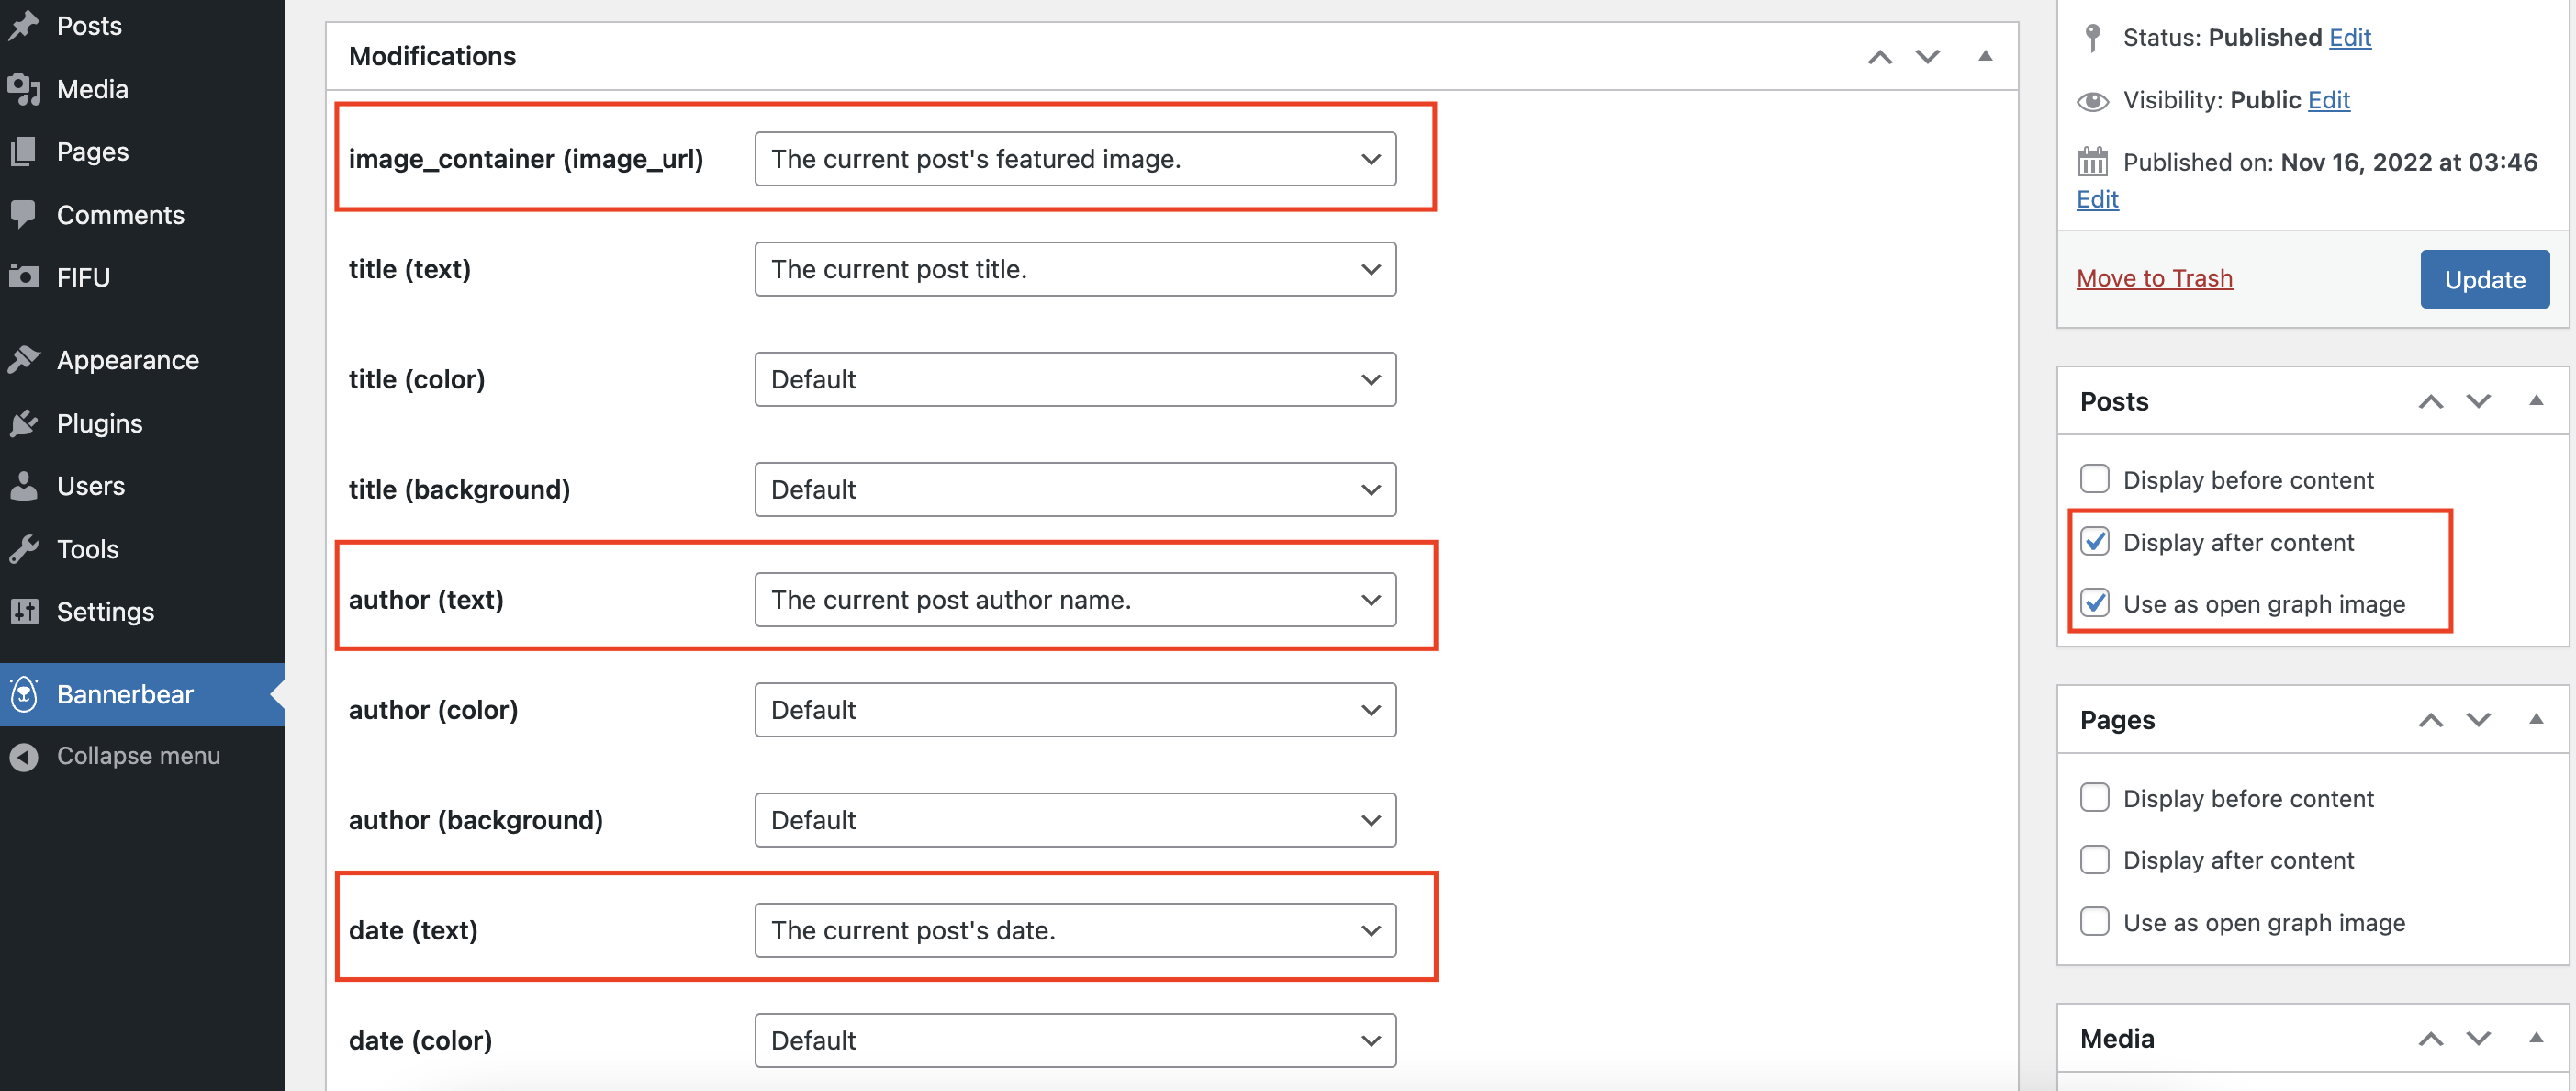 Posts
Media
Pages
Comments
FIFU
Appearance
Plugins
Users
Tools
Settings
Bannerbear
Collapse menu
Modifications
image_container (image_url)
The current post's featured image.
title (text)
The current post title.
title (color)
Default
title (background)
Default
author (text)
The current post author name.
author (color)
Default
author (background)
Default
date (text)
The current post's date.
date (color)
Default
Status: Published Edit
Visibility: Public Edit
Published on: Nov 16, 2022 at 03:46
Edit
Move to Trash
Update
Posts
Display before content
Display after content
Use as open graph image
Pages
Display before content
Display after content
Use as open graph image
Media